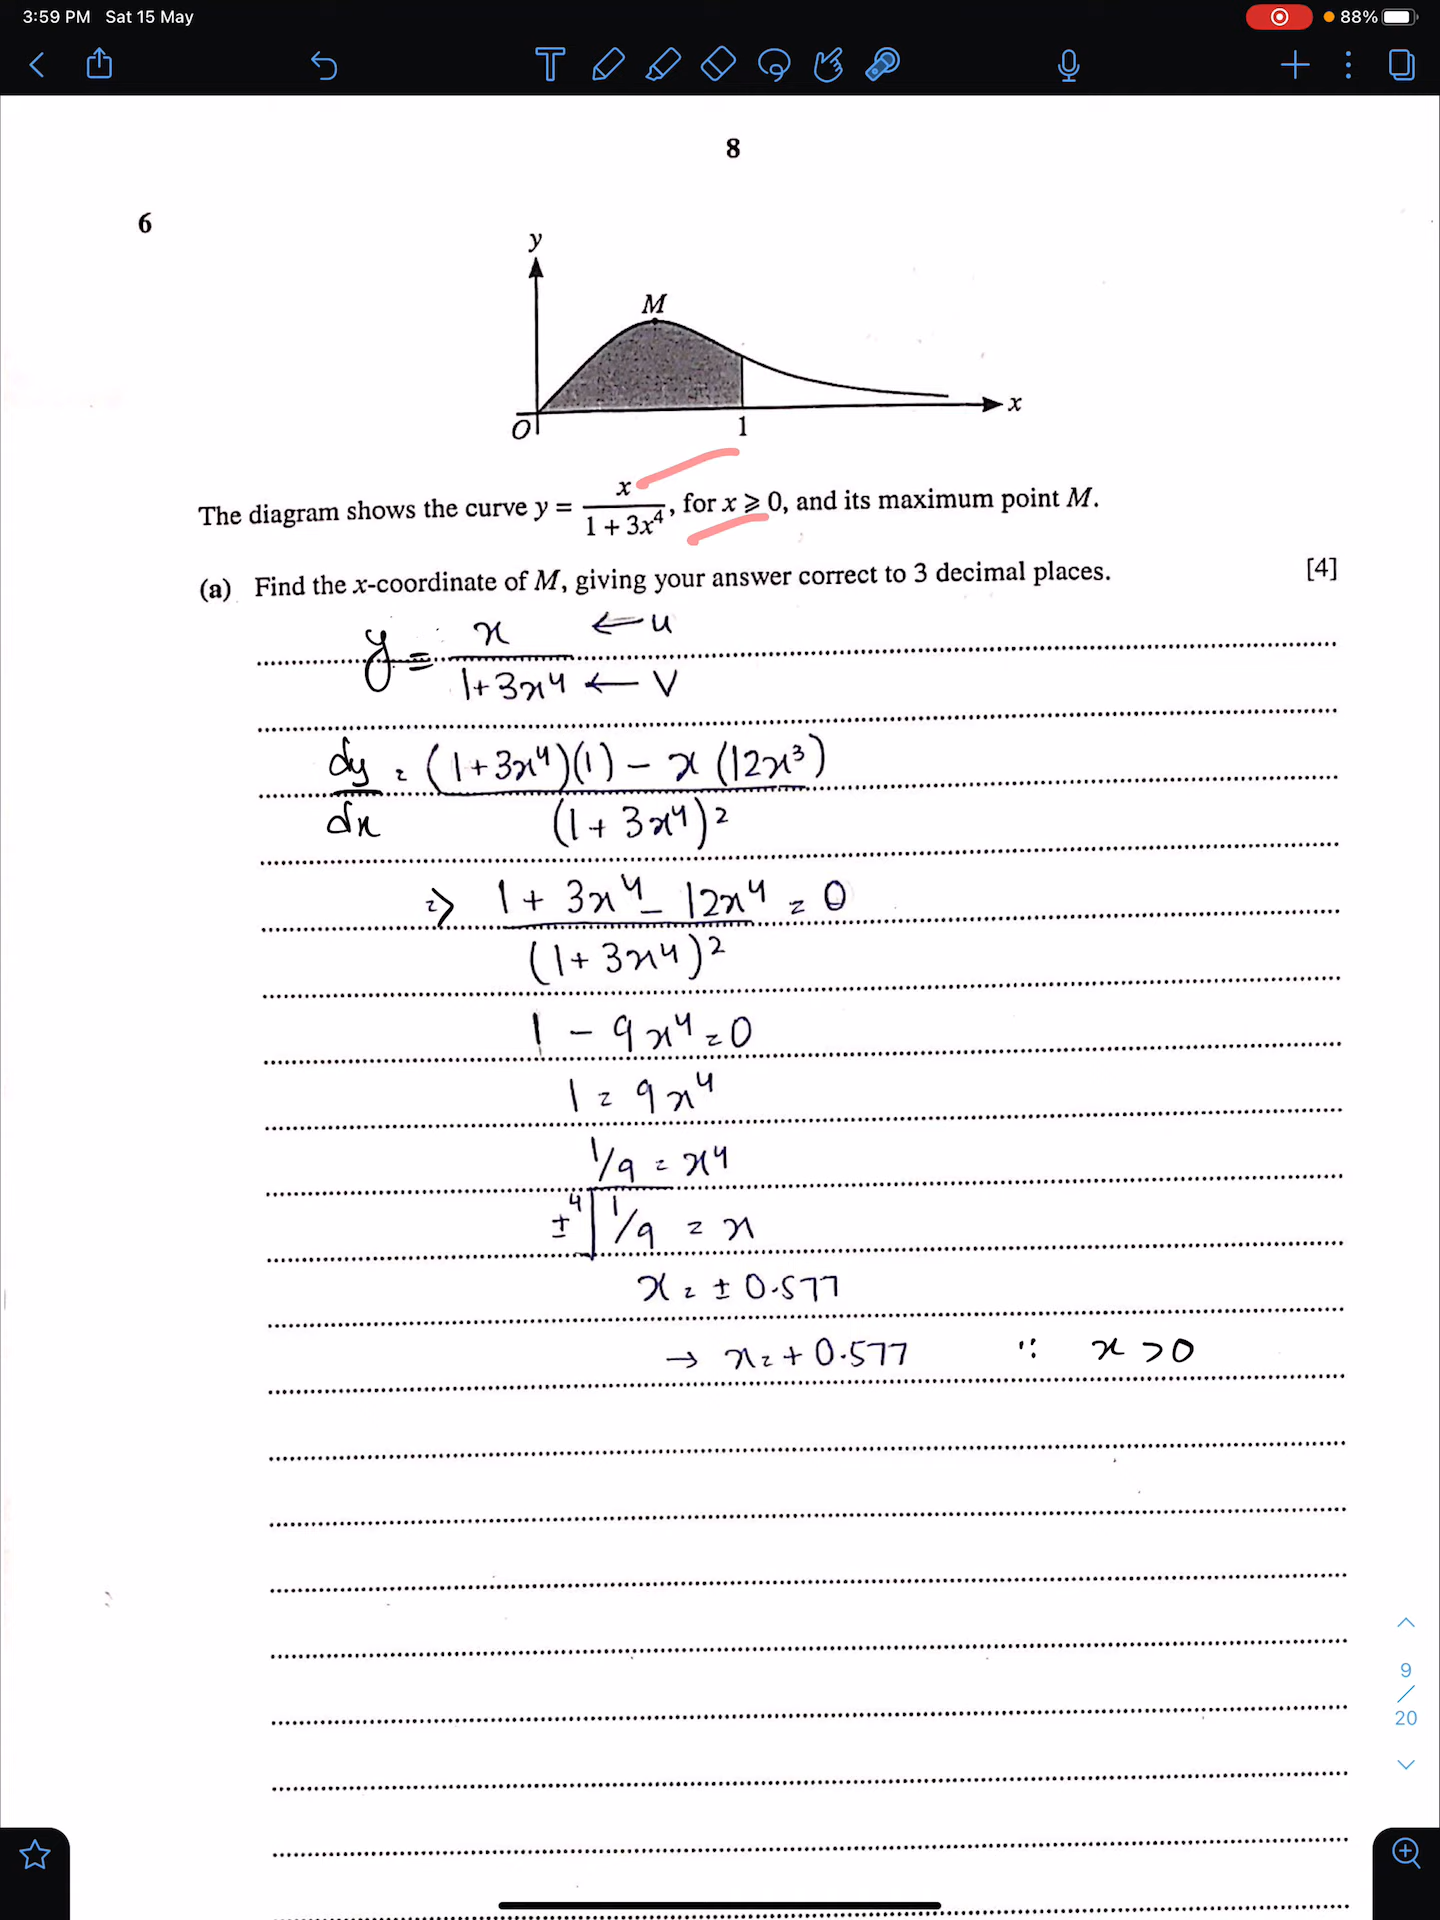 3:59 PM Sat 15 May
88%
8
6
y
M
O
1
x
The diagram shows the curve y = x / (1 + 3x⁴), for x ⩾ 0, and its maximum point M.
(a) Find the x-coordinate of M, giving your answer correct to 3 decimal places. [4]
y = x ← u
1+3x⁴ ← V
dy/dx = (1+3x⁴)(1) − x (12x³)
(1 + 3x⁴)²
=> 1 + 3x⁴ − 12x⁴ = 0
(1 + 3x⁴)²
1 − 9x⁴ = 0
1 = 9x⁴
1/9 = x⁴
± ⁴√1/9 = x
x = ± 0.577
→ x = + 0.577 ∵ x > 0
9
/
20